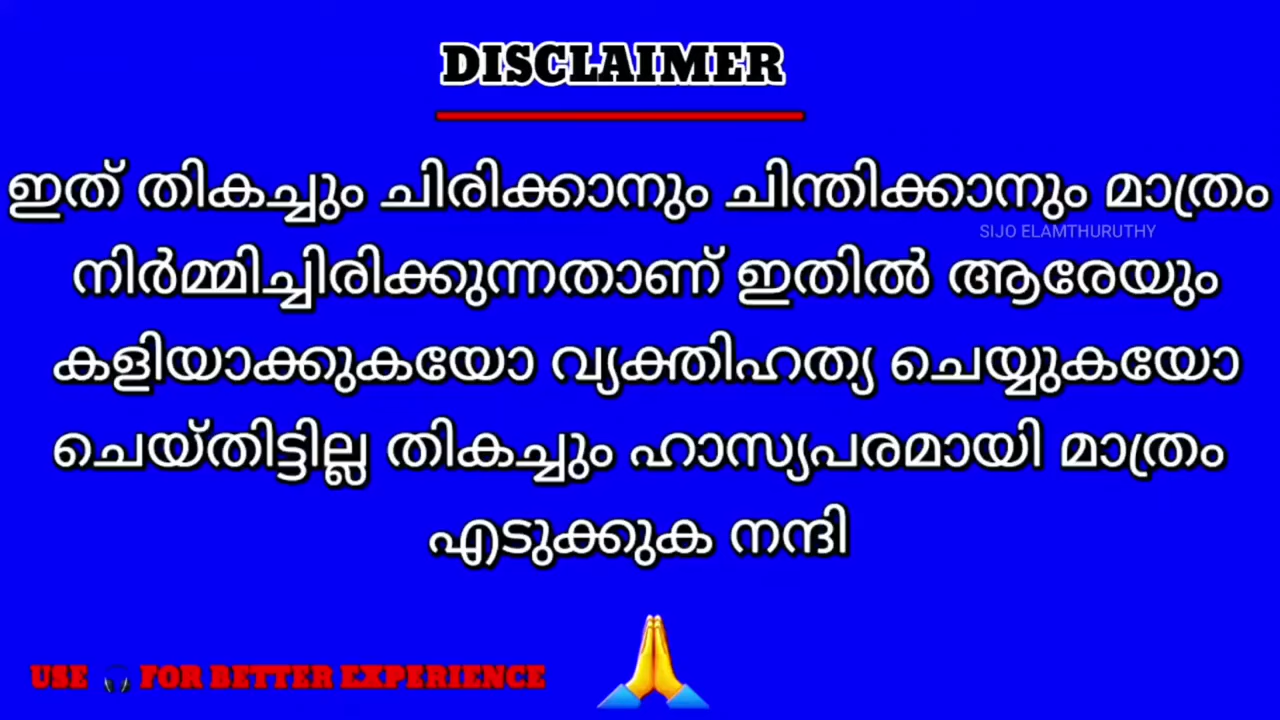 DISCLAIMER
ഇത് തികച്ചും ചിരിക്കാനും ചിന്തിക്കാനും മാത്രം
SIJO ELAMTHURUTHY
നിർമ്മിച്ചിരിക്കുന്നതാണ് ഇതിൽ ആരേയും
കളിയാക്കുകയോ വ്യക്തിഹത്യ ചെയ്യുകയോ
ചെയ്തിട്ടില്ല തികച്ചും ഹാസ്യപരമായി മാത്രം
എടുക്കുക നന്ദി
🙏
USE 🎧 FOR BETTER EXPERIENCE